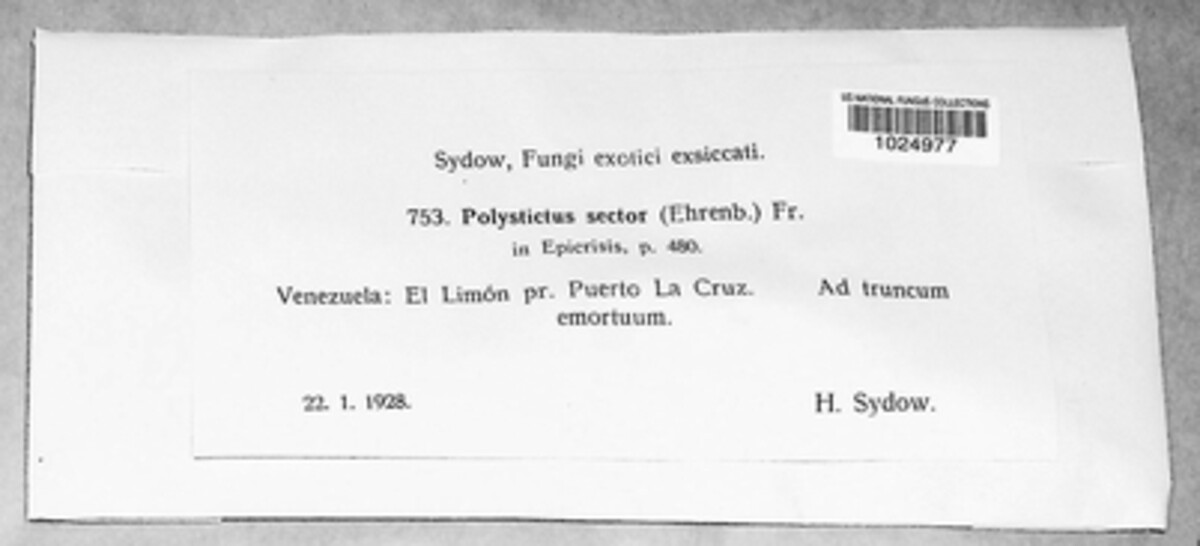 US NATIONAL FUNGUS COLLECTIONS
1024977
Sydow, Fungi exotici exsiccati.
753. Polystictus sector (Ehrenb.) Fr.
in Epicrisis, p. 480.
Venezuela: El Limón pr. Puerto La Cruz. Ad truncum
emortuum.
22. 1. 1928. H. Sydow.